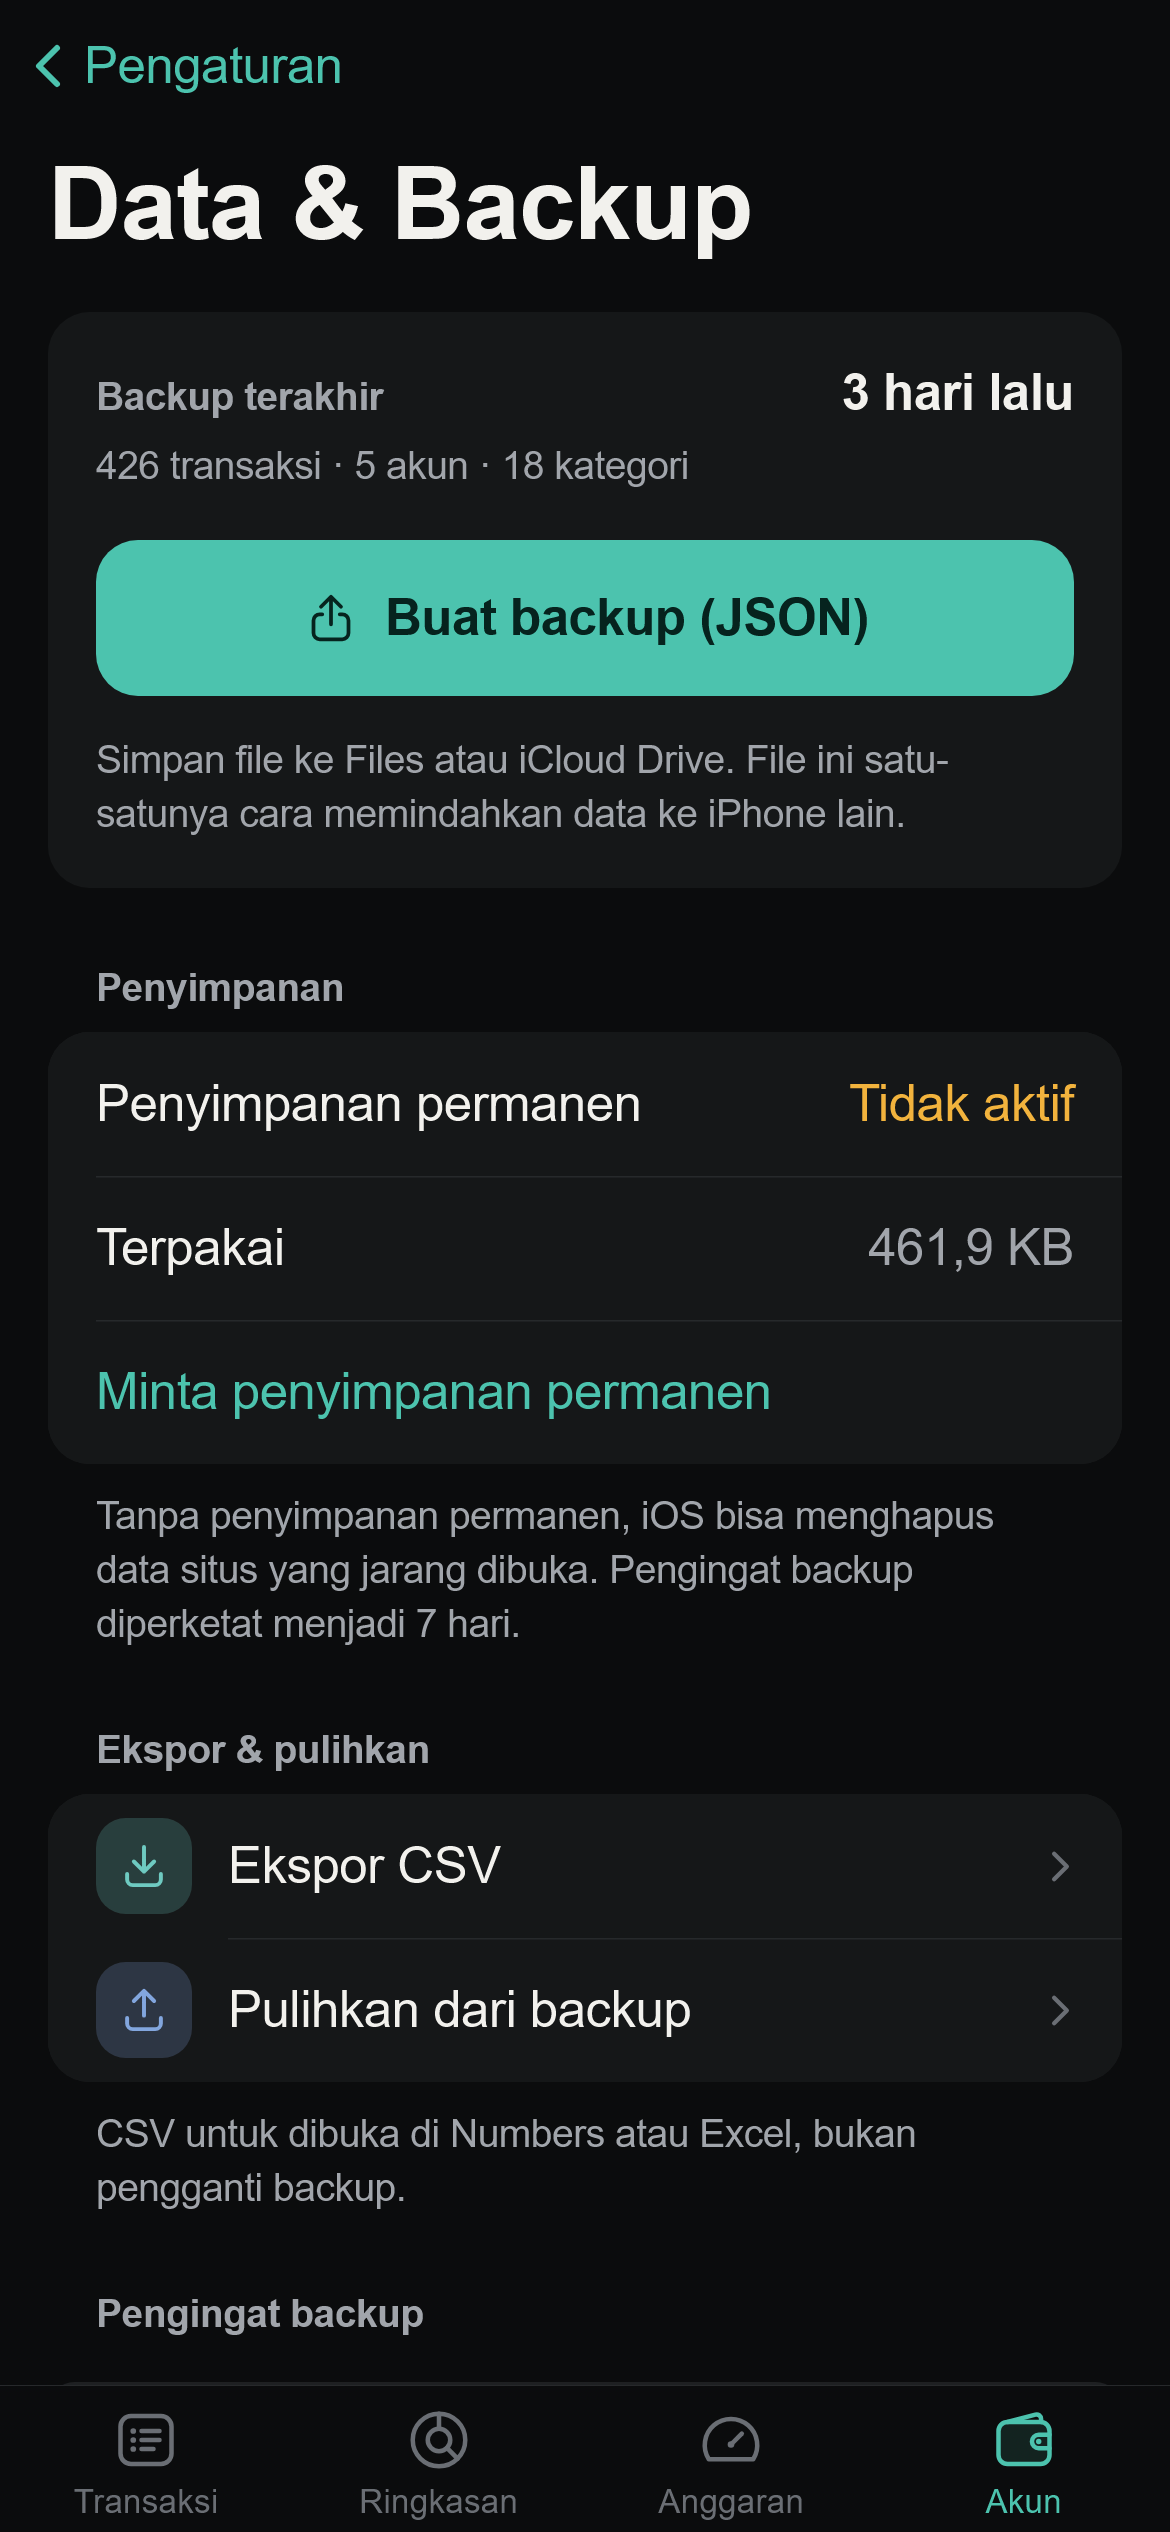 Pengaturan
Data & Backup
Backup terakhir
3 hari lalu
426 transaksi · 5 akun · 18 kategori
Buat backup (JSON)
Simpan file ke Files atau iCloud Drive. File ini satu-
satunya cara memindahkan data ke iPhone lain.
Penyimpanan
Penyimpanan permanen
Tidak aktif
Terpakai
461,9 KB
Minta penyimpanan permanen
Tanpa penyimpanan permanen, iOS bisa menghapus
data situs yang jarang dibuka. Pengingat backup
diperketat menjadi 7 hari.
Ekspor & pulihkan
Ekspor CSV
Pulihkan dari backup
CSV untuk dibuka di Numbers atau Excel, bukan
pengganti backup.
Pengingat backup
Transaksi
Ringkasan
Anggaran
Akun